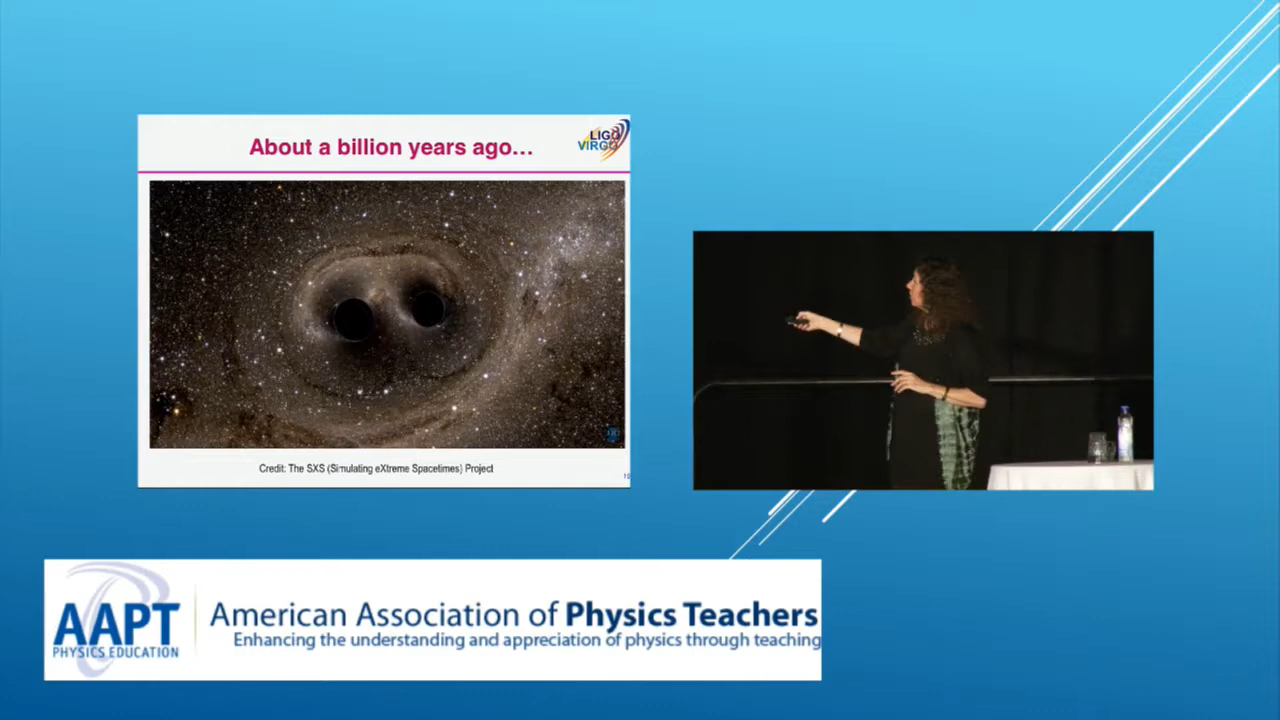 About a billion years ago…
LIGO
VIRGO
Credit: The SXS (Simulating eXtreme Spacetimes) Project
AAPT
PHYSICS EDUCATION
American Association of Physics Teachers
Enhancing the understanding and appreciation of physics through teaching